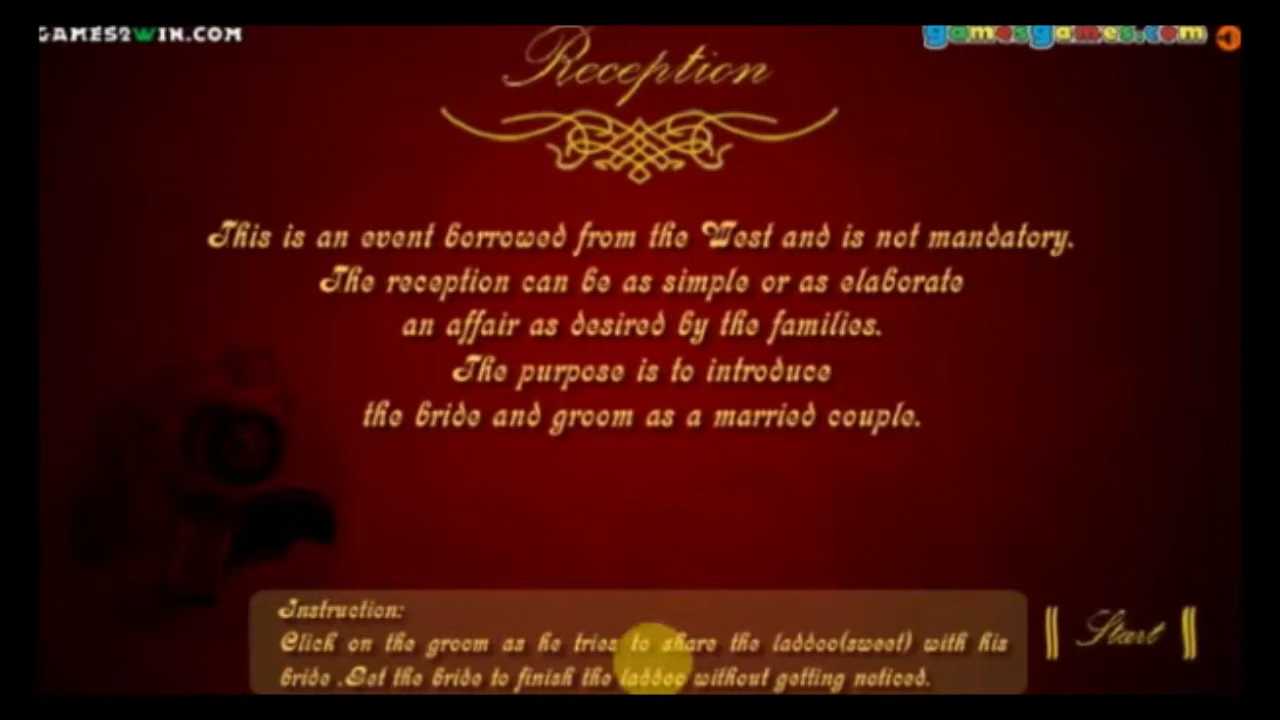 GAMES2WIN.COM
gamesgames.com
Reception
This is an event borrowed from the West and is not mandatory.
The reception can be as simple or as elaborate
an affair as desired by the families.
The purpose is to introduce
the bride and groom as a married couple.
Instruction:
Click on the groom as he tries to share the laddoo(sweet) with his
bride .Get the bride to finish the laddoo without getting noticed.
Start